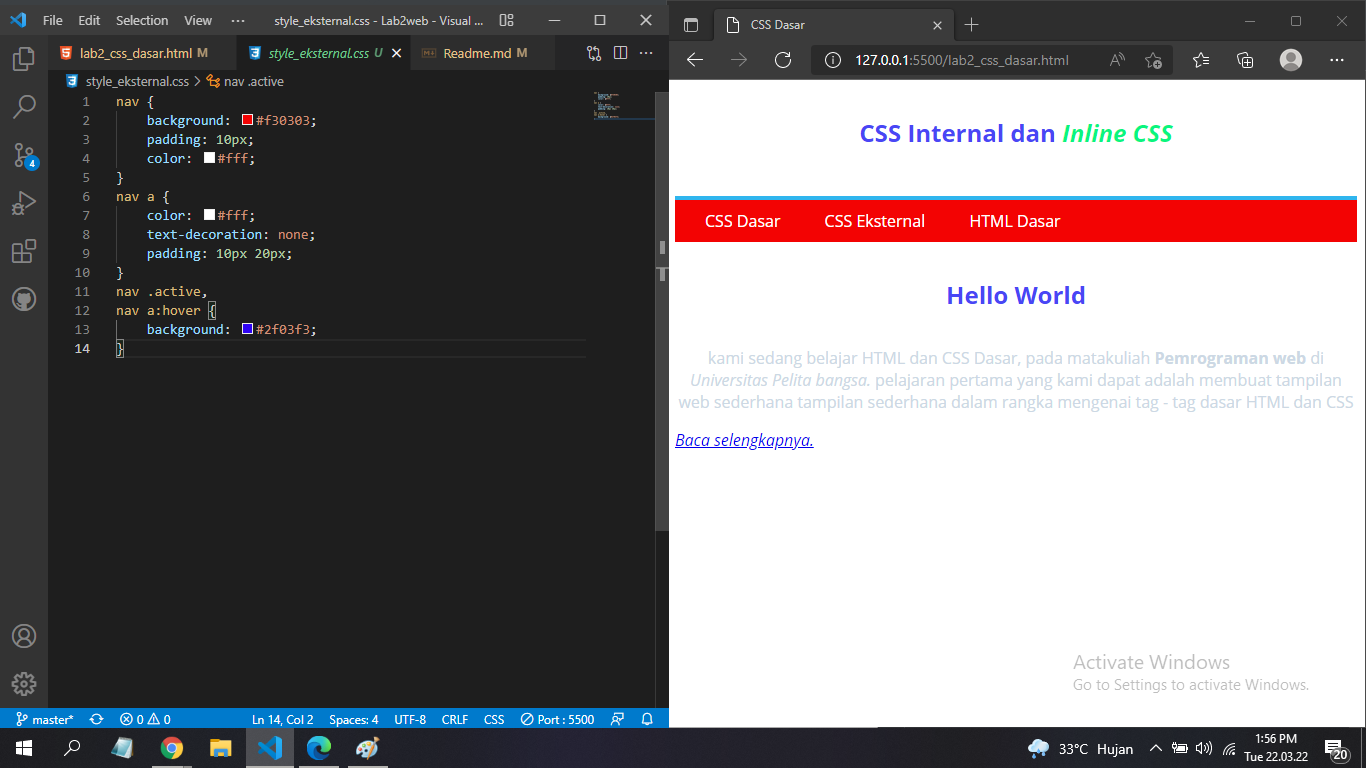 File Edit Selection View ··· style_eksternal.css - Lab2web - Visual ...
lab2_css_dasar.html M style_eksternal.css U Readme.md M
style_eksternal.css > nav .active
1 nav {
2 background: #f30303;
3 padding: 10px;
4 color: #fff;
5 }
6 nav a {
7 color: #fff;
8 text-decoration: none;
9 padding: 10px 20px;
10 }
11 nav .active,
12 nav a:hover {
13 background: #2f03f3;
14 }
4
master* 0 0 Ln 14, Col 2 Spaces: 4 UTF-8 CRLF CSS Port : 5500
CSS Dasar
127.0.0.1:5500/lab2_css_dasar.html
CSS Internal dan Inline CSS
CSS Dasar CSS Eksternal HTML Dasar
Hello World
kami sedang belajar HTML dan CSS Dasar, pada matakuliah Pemrograman web di
Universitas Pelita bangsa. pelajaran pertama yang kami dapat adalah membuat tampilan
web sederhana tampilan sederhana dalam rangka mengenai tag - tag dasar HTML dan CSS
Baca selengkapnya.
Activate Windows
Go to Settings to activate Windows.
33°C Hujan
1:56 PM
Tue 22.03.22
20